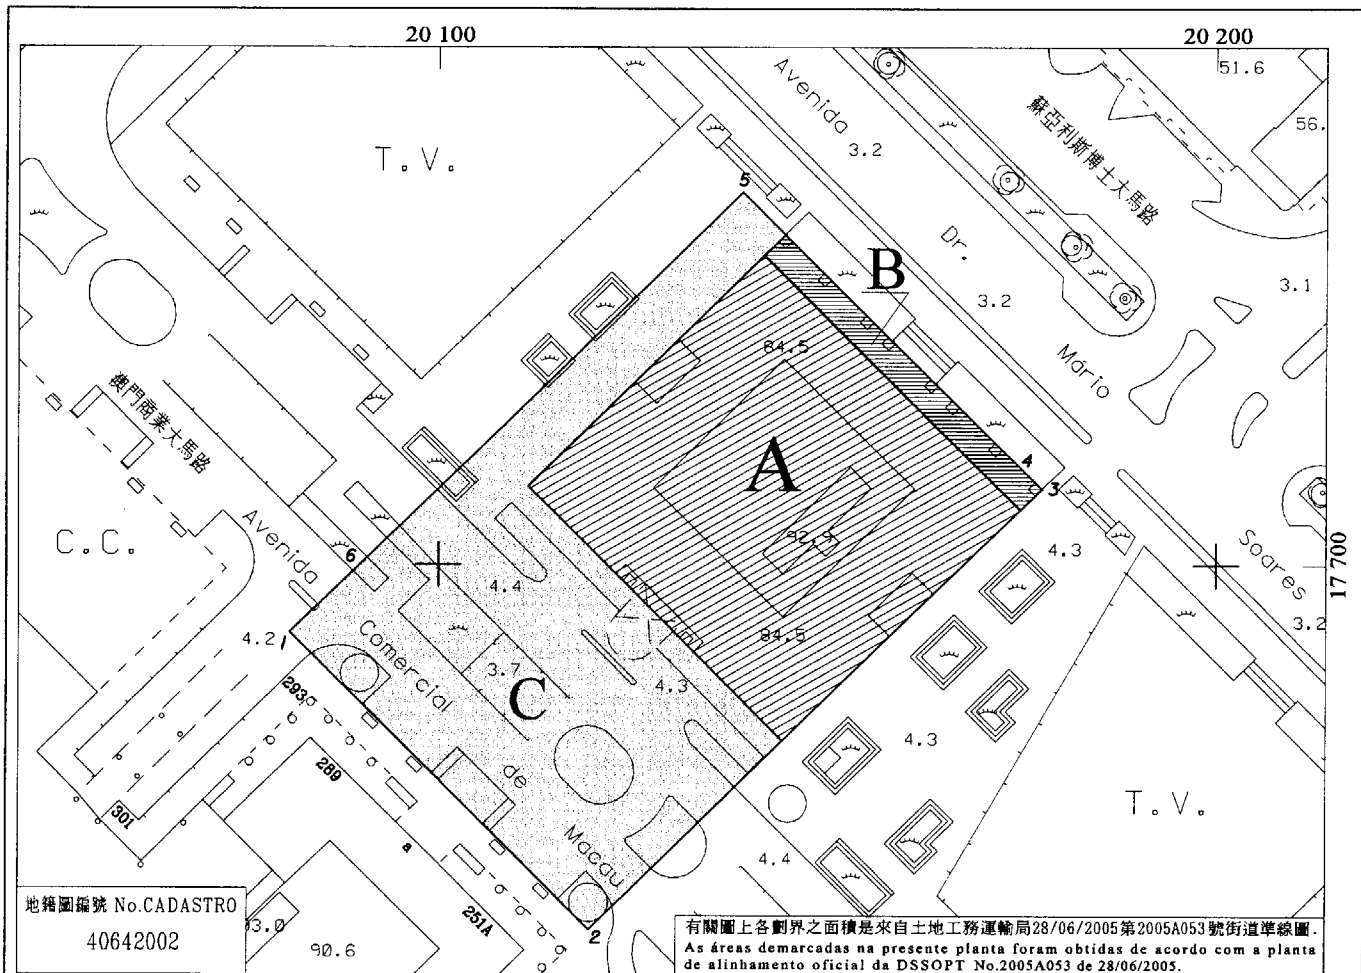 20 100
20 200
51.6
56.
T. V.
Avenida
3.2
蘇亞利斯博士大馬路
5
Dr.
B
3.2
3.1
84.5
Mário
澳門商業大馬路
A
4
3
92.9
Soares
17 700
C. C.
Avenida
6
4.4
4.3
84.5
3.2
4.2
1
Comercial
3.7
C
4.3
293
4.3
289
de
T. V.
301
a
Macau
4.4
251A
2
90.6
地籍圖編號 No.CADASTRO
40642002
有關圖上各劃界之面積是來自土地工務運輸局28/06/2005第2005A053號街道準線圖.
As áreas demarcadas na presente planta foram obtidas de acordo com a planta
de alinhamento oficial da DSSOPT No.2005A053 de 28/06/2005.